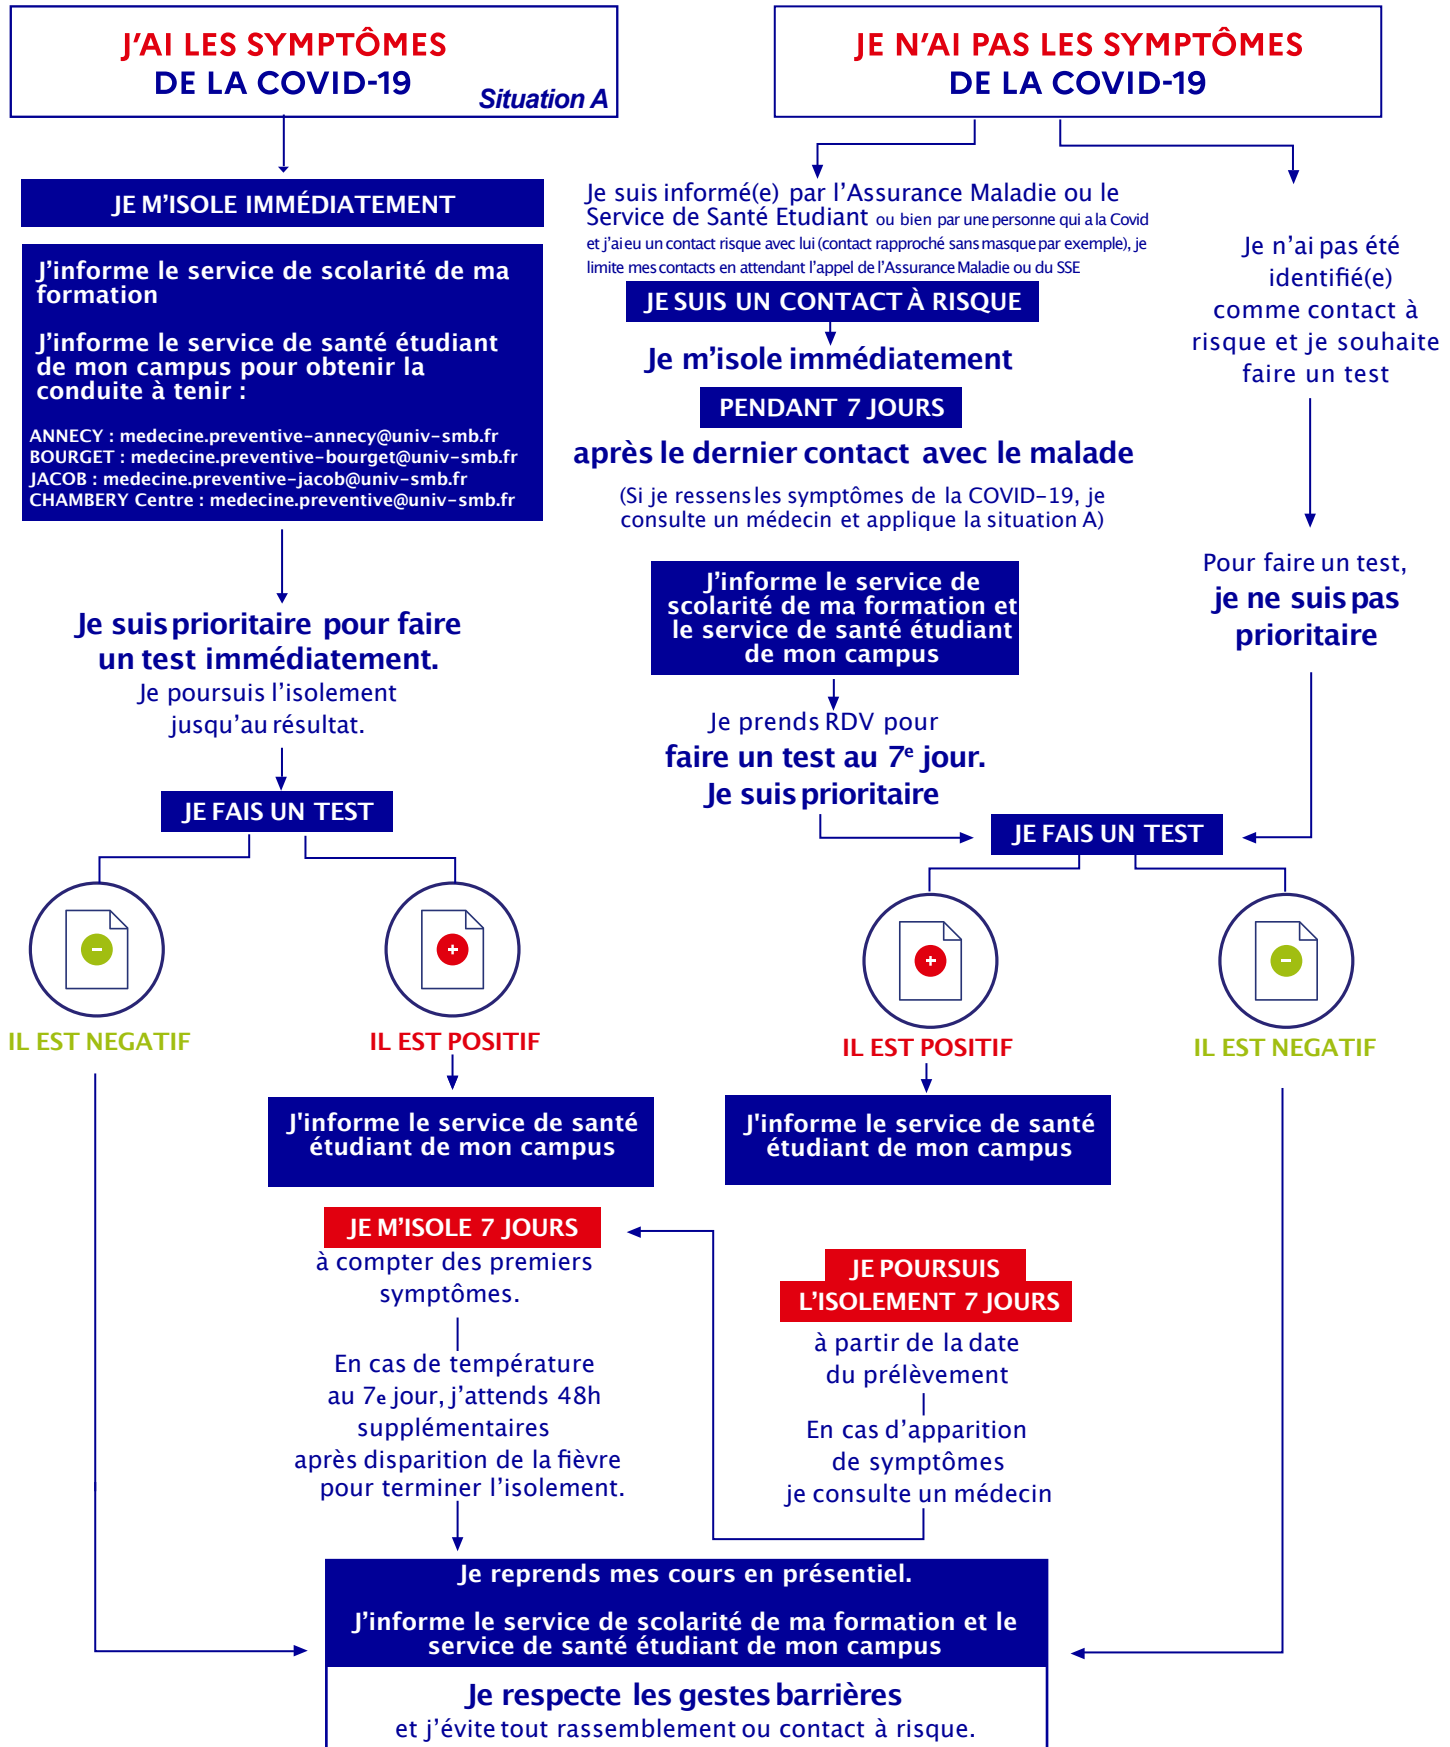 J'AI LES SYMPTÔMES
DE LA COVID-19
Situation A
JE M'ISOLE IMMÉDIATEMENT
J'informe le service de scolarité de ma
formation
J'informe le service de santé étudiant
de mon campus pour obtenir la
conduite à tenir :
ANNECY : medecine.preventive-annecy@univ-smb.fr
BOURGET : medecine.preventive-bourget@univ-smb.fr
JACOB : medecine.preventive-jacob@univ-smb.fr
CHAMBERY Centre : medecine.preventive@univ-smb.fr
Je suis prioritaire pour faire
un test immédiatement.
Je poursuis l'isolement
jusqu'au résultat.
JE FAIS UN TEST
IL EST NEGATIF
IL EST POSITIF
J'informe le service de santé
étudiant de mon campus
JE M'ISOLE 7 JOURS
à compter des premiers
symptômes.
En cas de température
au 7e jour, j'attends 48h
supplémentaires
après disparition de la fièvre
pour terminer l'isolement.
JE N'AI PAS LES SYMPTÔMES
DE LA COVID-19
Je suis informé(e) par l'Assurance Maladie ou le
Service de Santé Etudiant ou bien par une personne qui a la Covid
et j'ai eu un contact risque avec lui (contact rapproché sans masque par exemple), je
limite mes contacts en attendant l'appel de l'Assurance Maladie ou du SSE
JE SUIS UN CONTACT À RISQUE
Je m'isole immédiatement
PENDANT 7 JOURS
après le dernier contact avec le malade
(Si je ressens les symptômes de la COVID-19, je
consulte un médecin et applique la situation A)
J'informe le service de
scolarité de ma formation et
le service de santé étudiant
de mon campus
Je prends RDV pour
faire un test au 7e jour.
Je suis prioritaire
Je n'ai pas été
identifié(e)
comme contact à
risque et je souhaite
faire un test
Pour faire un test,
je ne suis pas
prioritaire
JE FAIS UN TEST
IL EST POSITIF
IL EST NEGATIF
J'informe le service de santé
étudiant de mon campus
JE POURSUIS
L'ISOLEMENT 7 JOURS
à partir de la date
du prélèvement
En cas d'apparition
de symptômes
je consulte un médecin
Je reprends mes cours en présentiel.
J'informe le service de scolarité de ma formation et le
service de santé étudiant de mon campus
Je respecte les gestes barrières
et j'évite tout rassemblement ou contact à risque.